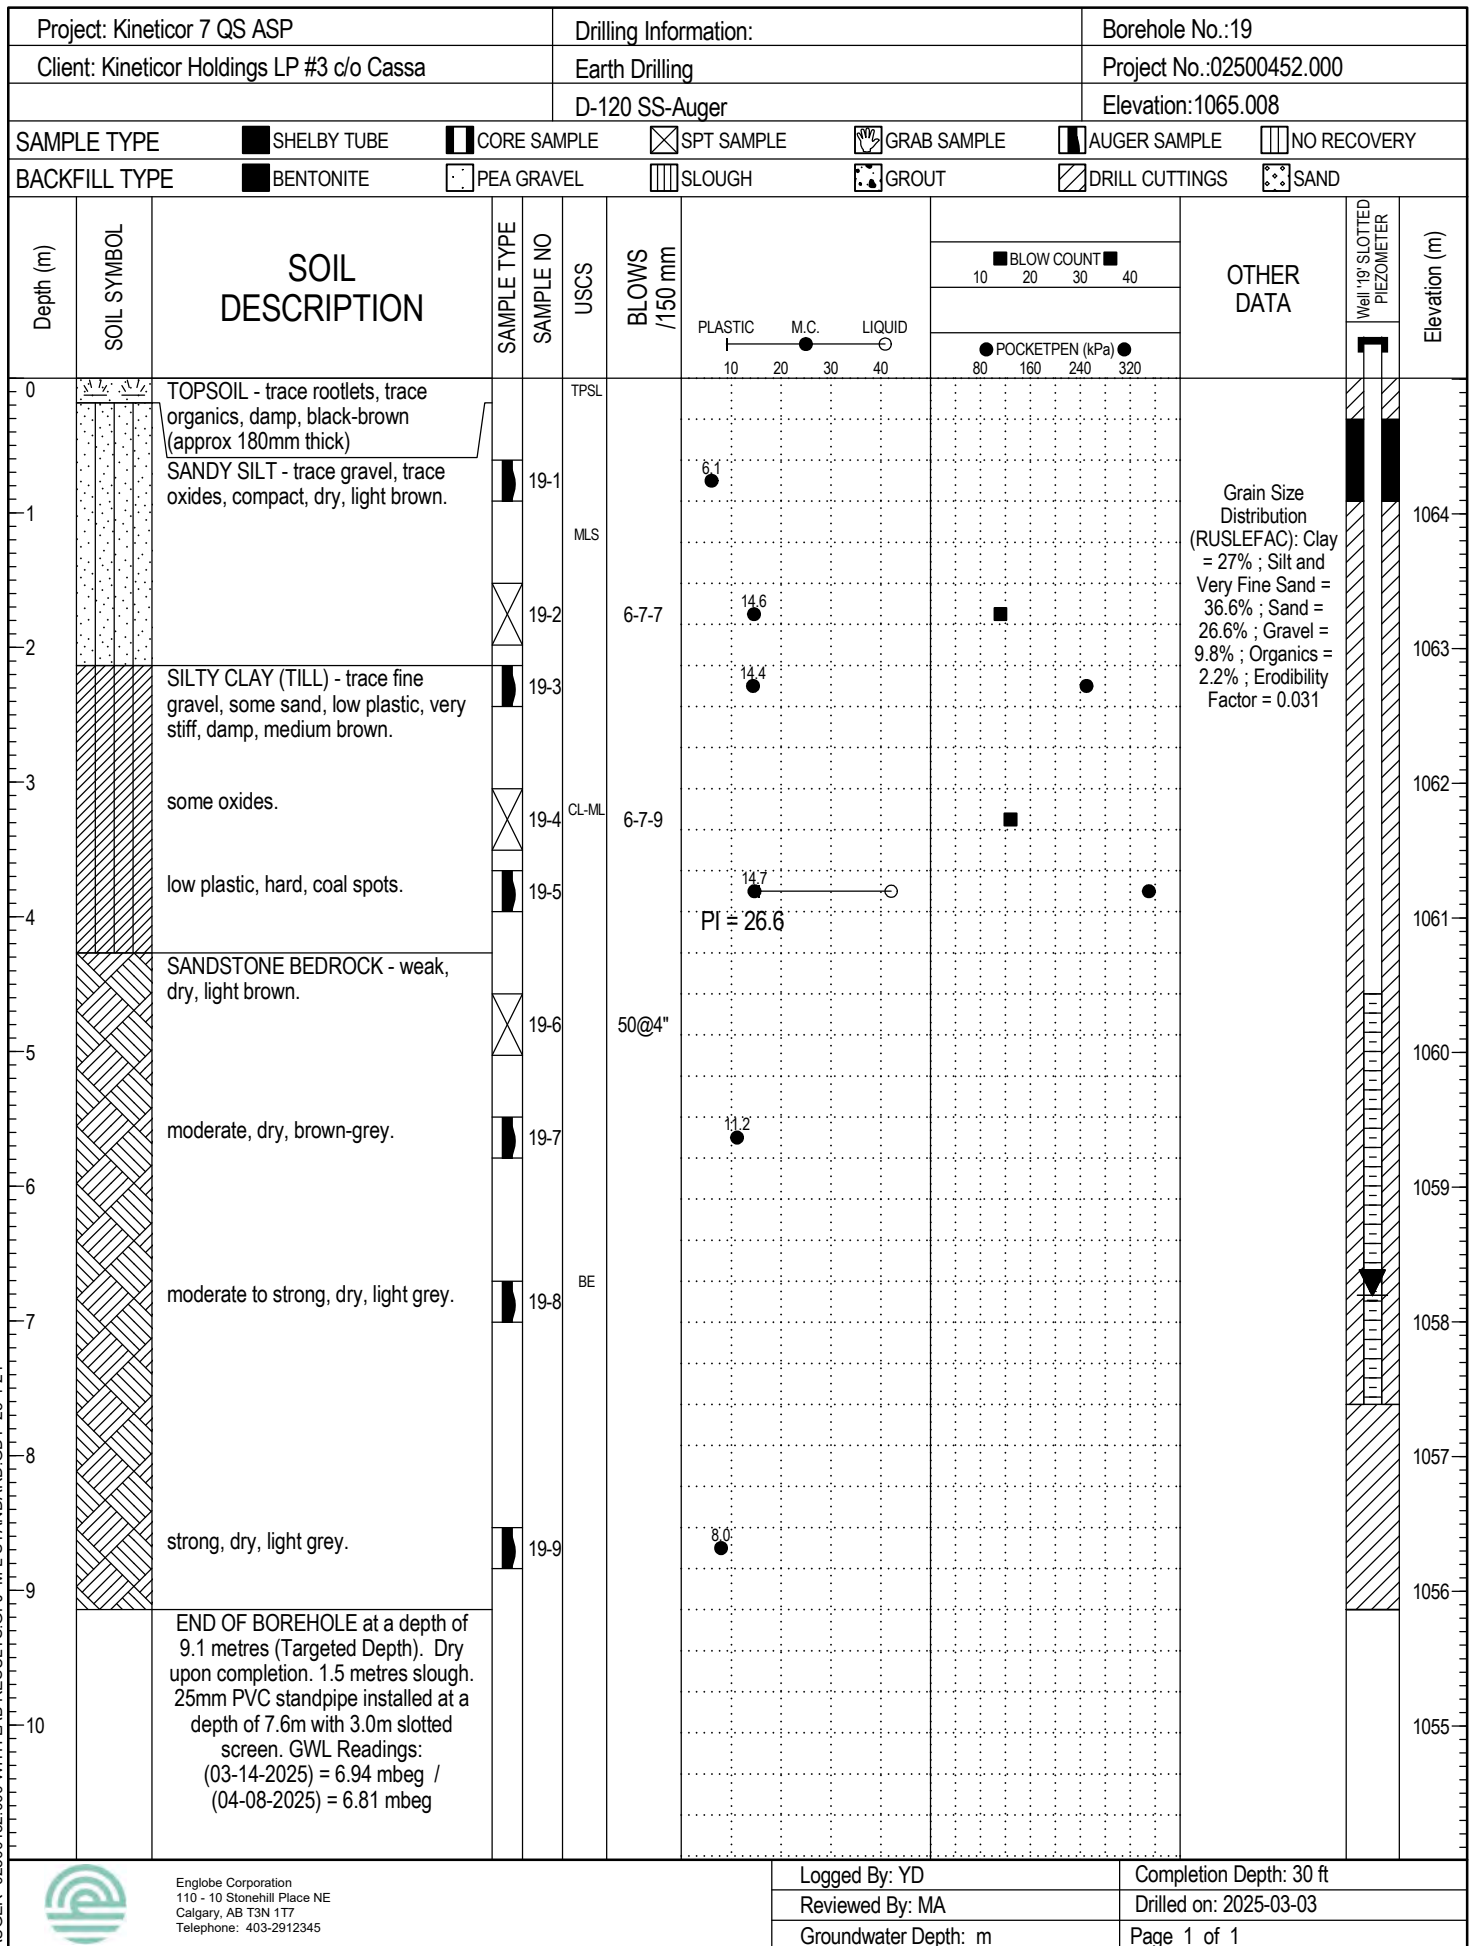 Project: Kineticor 7 QS ASP
Drilling Information:
Borehole No.:19
Client: Kineticor Holdings LP #3 c/o Cassa
Earth Drilling
Project No.:02500452.000
D-120 SS-Auger
Elevation:1065.008
SAMPLE TYPE SHELBY TUBE CORE SAMPLE SPT SAMPLE GRAB SAMPLE AUGER SAMPLE NO RECOVERY
BACKFILL TYPE BENTONITE PEA GRAVEL SLOUGH GROUT DRILL CUTTINGS SAND
Depth (m)
SOIL SYMBOL
SOIL
DESCRIPTION
SAMPLE TYPE
SAMPLE NO
USCS
BLOWS
/150 mm
PLASTIC M.C. LIQUID
10 20 30 40
BLOW COUNT
10 20 30 40
POCKETPEN (kPa)
80 160 240 320
OTHER
DATA
Well '19' SLOTTED
PIEZOMETER
Elevation (m)
0
TOPSOIL - trace rootlets, trace
organics, damp, black-brown
(approx 180mm thick)
TPSL
SANDY SILT - trace gravel, trace
oxides, compact, dry, light brown.
19-1
6.1
1
MLS
1064
Grain Size
Distribution
(RUSLEFAC): Clay
= 27% ; Silt and
Very Fine Sand =
36.6% ; Sand =
26.6% ; Gravel =
9.8% ; Organics =
2.2% ; Erodibility
Factor = 0.031
19-2
6-7-7
14.6
2
1063
SILTY CLAY (TILL) - trace fine
gravel, some sand, low plastic, very
stiff, damp, medium brown.
19-3
14.4
3
1062
some oxides.
19-4
CL-ML
6-7-9
low plastic, hard, coal spots.
19-5
14.7
PI = 26.6
4
1061
SANDSTONE BEDROCK - weak,
dry, light brown.
19-6
50@4"
5
1060
moderate, dry, brown-grey.
19-7
11.2
6
1059
moderate to strong, dry, light grey.
19-8
BE
7
1058
8
1057
strong, dry, light grey.
19-9
8.0
9
1056
END OF BOREHOLE at a depth of
9.1 metres (Targeted Depth). Dry
upon completion. 1.5 metres slough.
25mm PVC standpipe installed at a
depth of 7.6m with 3.0m slotted
screen. GWL Readings:
(03-14-2025) = 6.94 mbeg /
(04-08-2025) = 6.81 mbeg
10
1055
Englobe Corporation
110 - 10 Stonehill Place NE
Calgary, AB T3N 1T7
Telephone: 403-2912345
Logged By: YD
Completion Depth: 30 ft
Reviewed By: MA
Drilled on: 2025-03-03
Groundwater Depth: m
Page 1 of 1